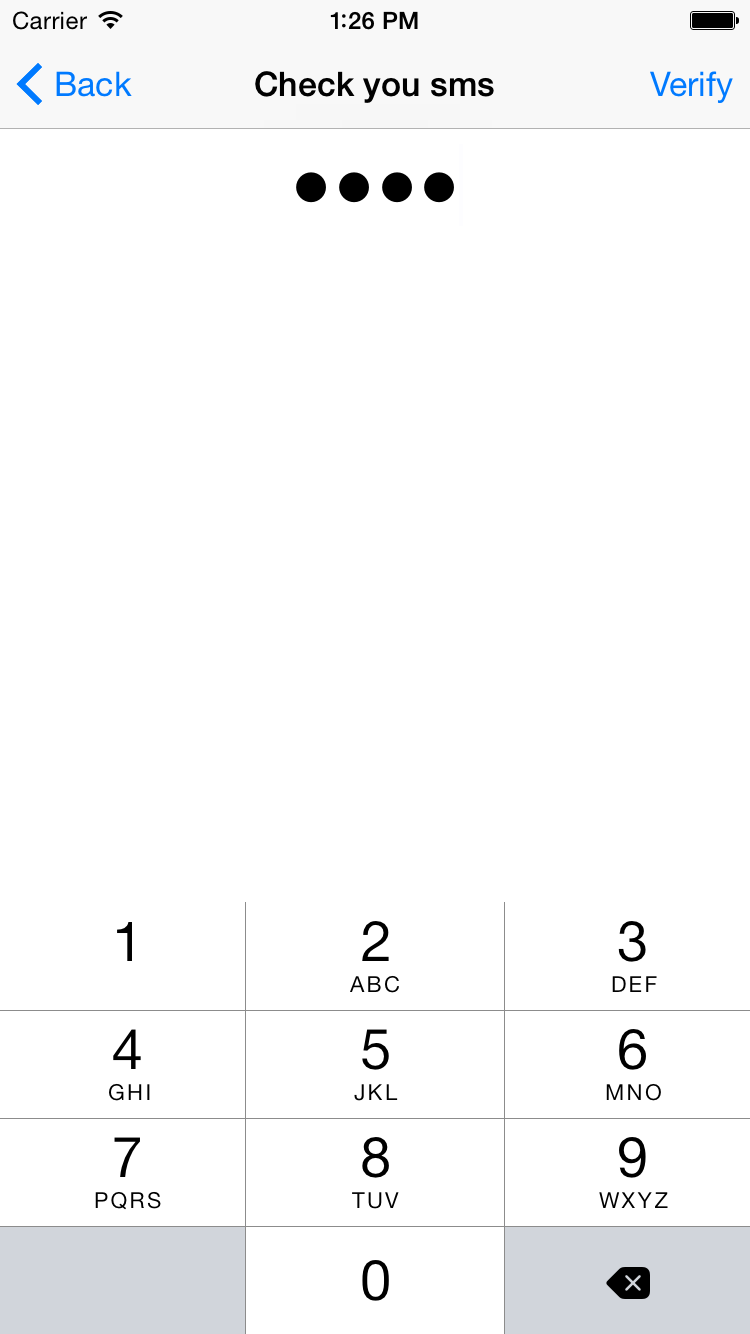 Carrier 1:26 PM
Back Check you sms Verify
1 2 3
ABC DEF
4 5 6
GHI JKL MNO
7 8 9
PQRS TUV WXYZ
0